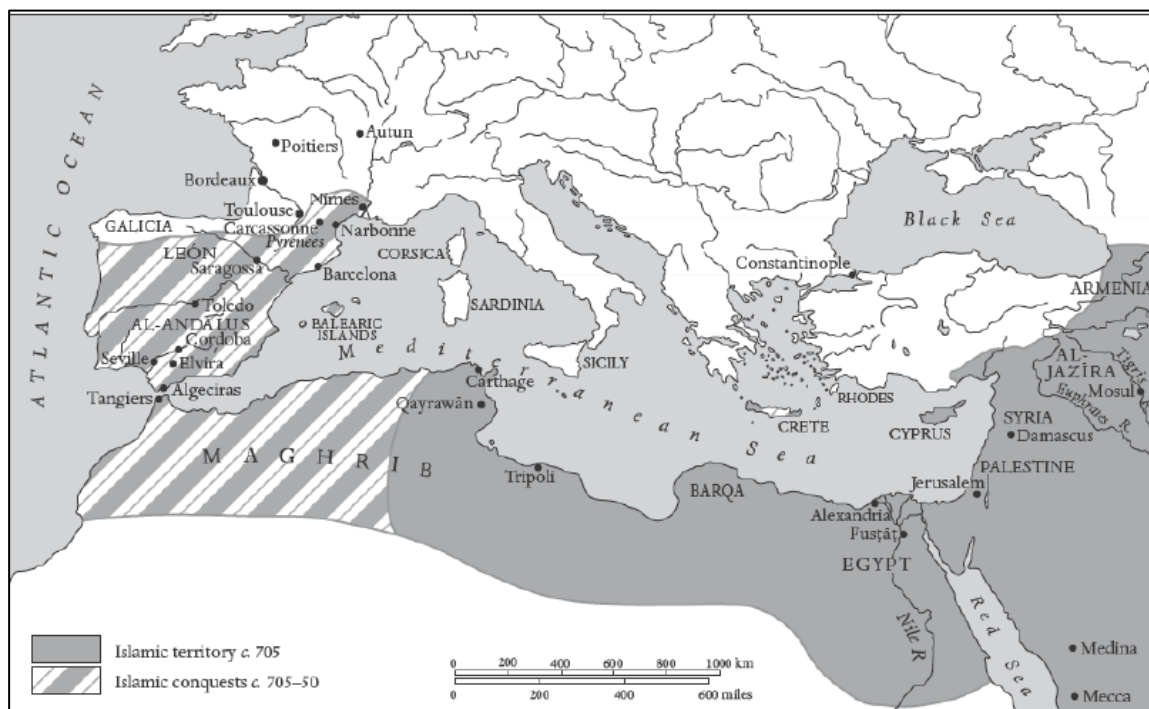 ATLANTIC OCEAN
Autun
Poitiers
Bordeaux
Nîmes
Toulouse
GALICIA
Carcassonne
Narbonne
Pyrenees
LEÓN
Saragossa
Barcelona
CORSICA
Black Sea
Constantinople
ARMENIA
SARDINIA
Toledo
AL-ANDALUS
BALEARIC
ISLANDS
Cordoba
Seville
Elvira
Mediterranean Sea
SICILY
AL-
JAZĪRA
Tigris R
Mosul
Euphrates R.
Algeciras
Tangiers
Carthage
RHODES
Qayrawān
CRETE
CYPRUS
SYRIA
Damascus
MAGHRIB
Tripoli
BARQA
PALESTINE
Jerusalem
Alexandria
Fusṭāṭ
EGYPT
Nile R
Red Sea
Medina
Mecca
Islamic territory c. 705
Islamic conquests c. 705–50
0 200 400 600 800 1000 km
0 200 400 600 miles